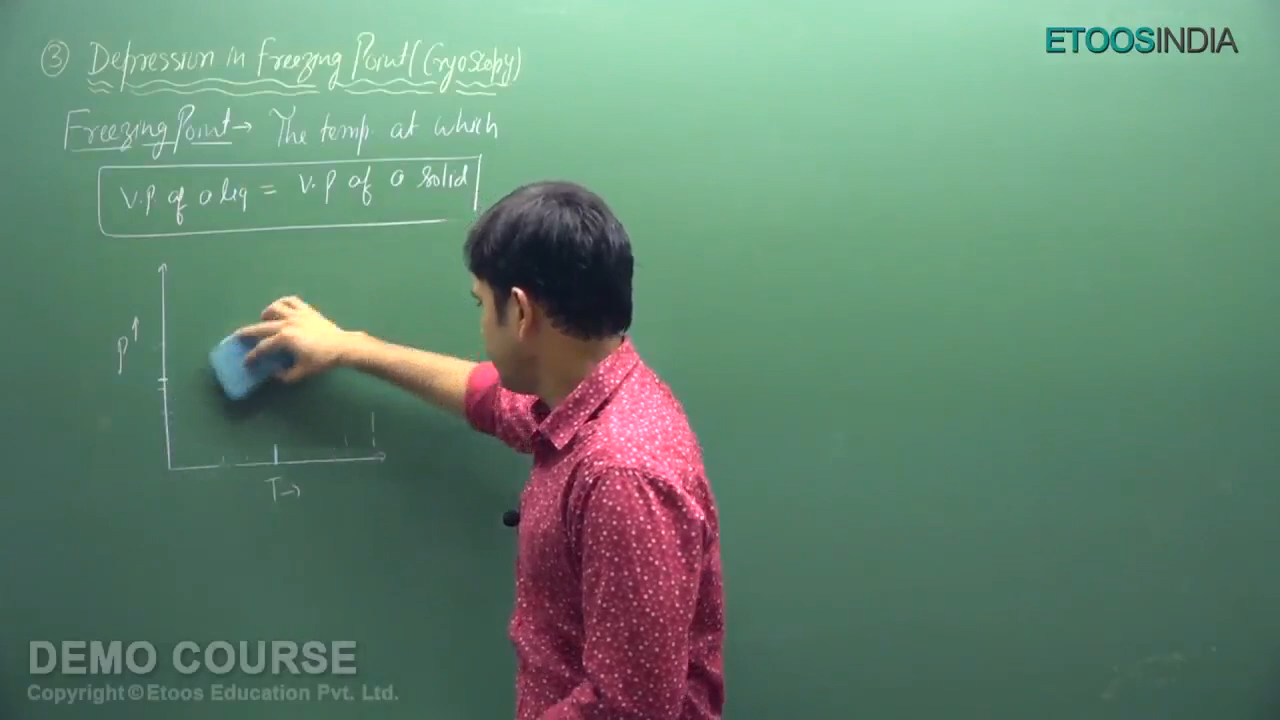 ③ Depression in Freezing Point (Cryoscopy)
Freezing Point → The temp. at which
V.P. of a liq = V.P of a solid
P↑
T→
ETOOSINDIA
DEMO COURSE
Copyright © Etoos Education Pvt. Ltd.